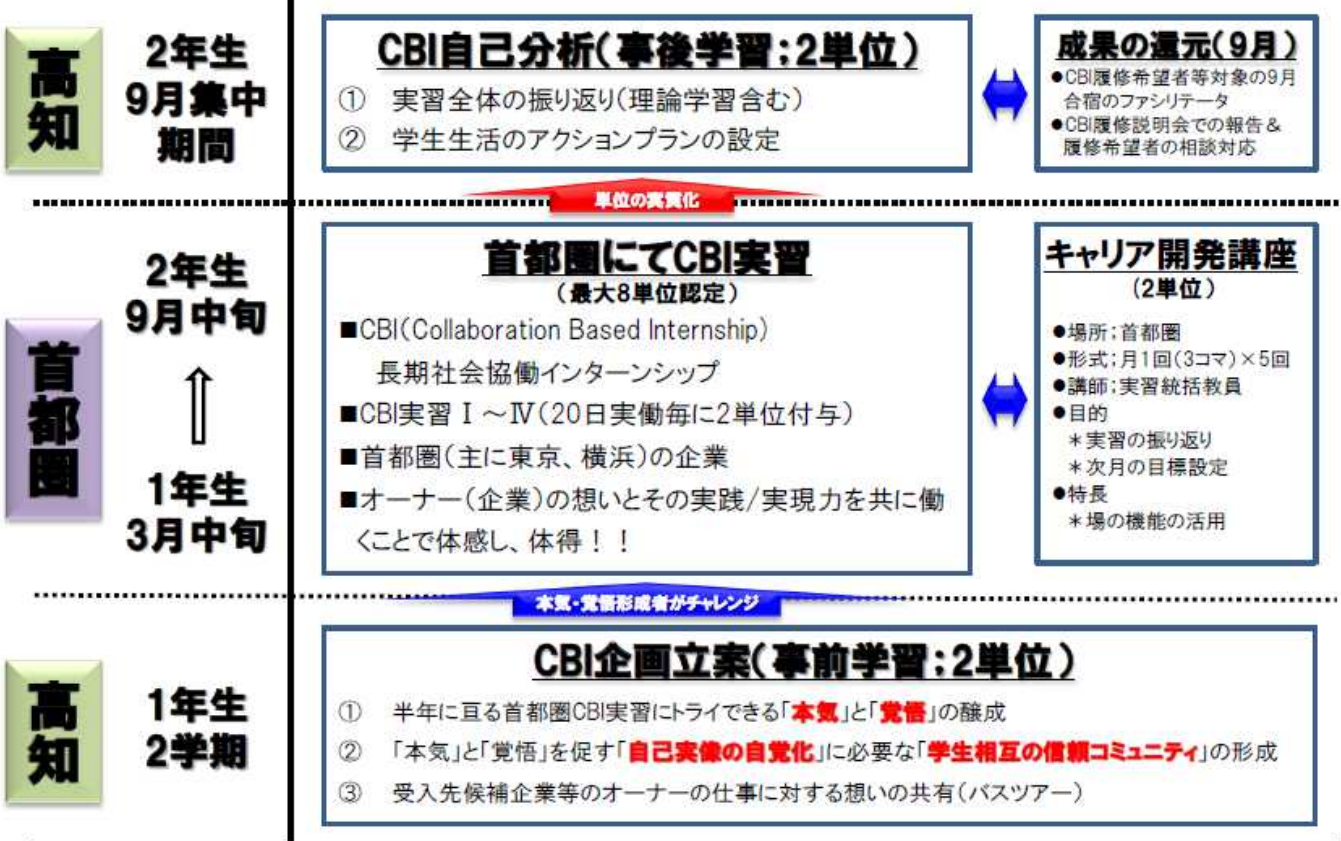 高知
2年生
9月集中
期間
CBI自己分析(事後学習;2単位)
① 実習全体の振り返り(理論学習含む)
② 学生生活のアクションプランの設定
成果の還元(9月)
●CBI履修希望者等対象の9月
合宿のファシリテータ
●CBI履修説明会での報告&
履修希望者の相談対応
単位の実質化
首都圏
2年生
9月中旬
1年生
3月中旬
首都圏にてCBI実習
(最大8単位認定)
■CBI(Collaboration Based Internship)
長期社会協働インターンシップ
■CBI実習Ⅰ～Ⅳ(20日実働毎に2単位付与)
■首都圏(主に東京、横浜)の企業
■オーナー(企業)の想いとその実践/実現力を共に働
くことで体感し、体得！！
キャリア開発講座
(2単位)
●場所;首都圏
●形式;月1回(3コマ)×5回
●講師;実習統括教員
●目的
＊実習の振り返り
＊次月の目標設定
●特長
＊場の機能の活用
本気・覚悟形成者がチャレンジ
高知
1年生
2学期
CBI企画立案(事前学習;2単位)
① 半年に亘る首都圏CBI実習にトライできる「本気」と「覚悟」の醸成
② 「本気」と「覚悟」を促す「自己実像の自覚化」に必要な「学生相互の信頼コミュニティ」の形成
③ 受入先候補企業等のオーナーの仕事に対する想いの共有(バスツアー)